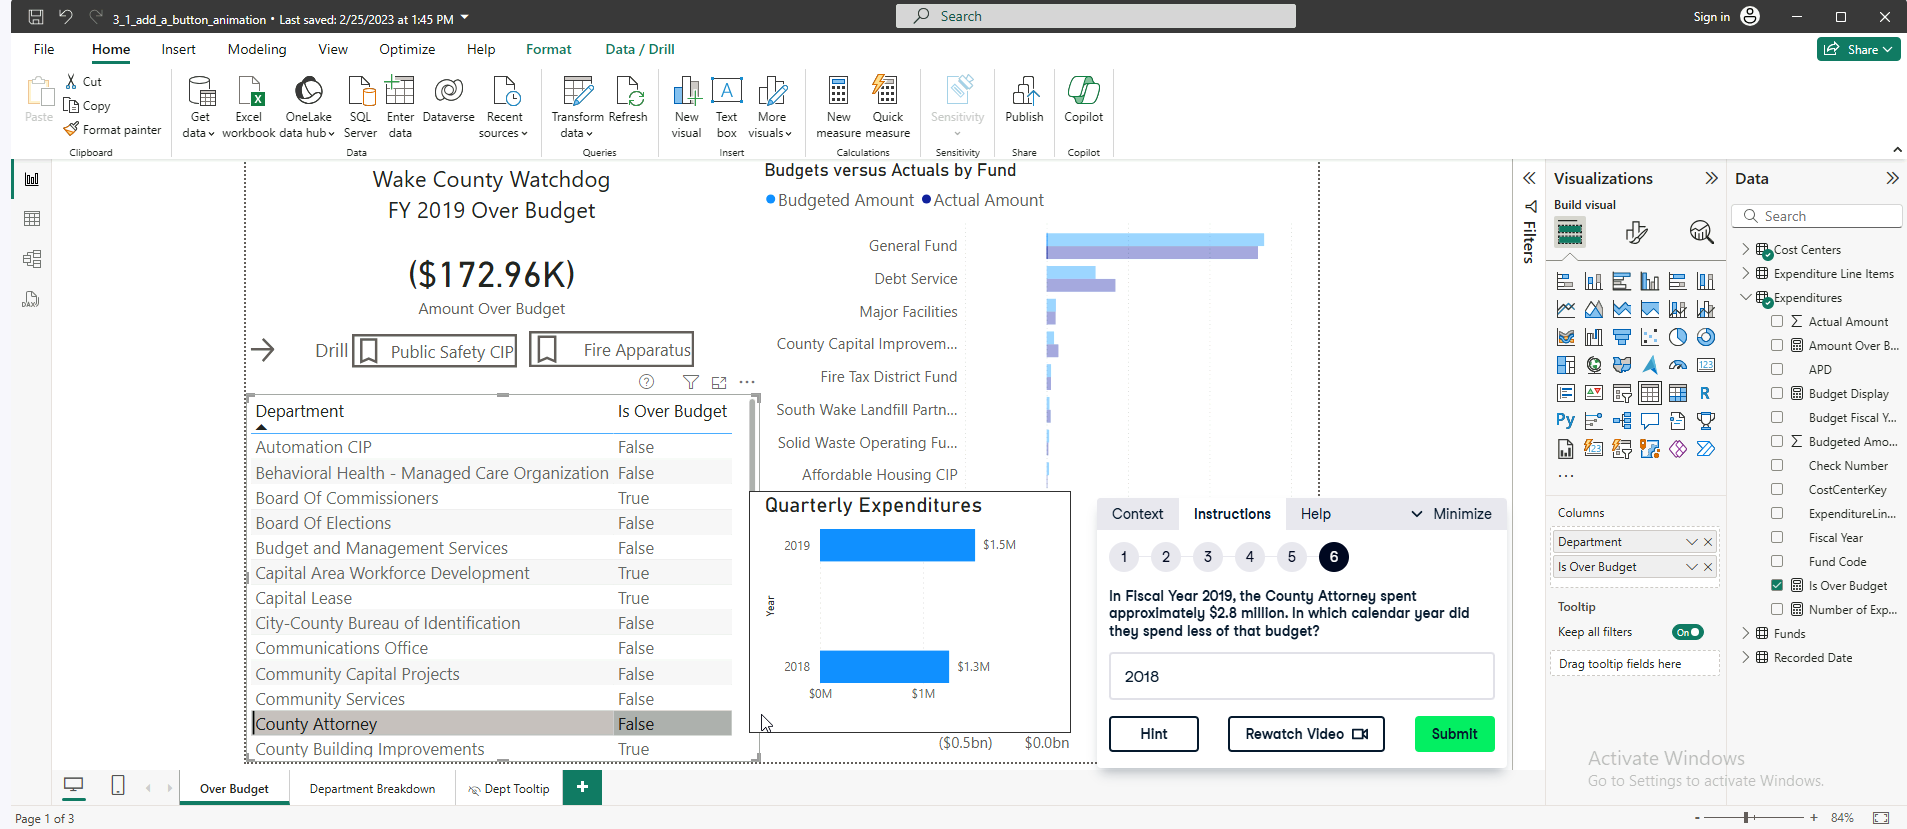 3_1_add_a_button_animation • Last saved: 2/25/2023 at 1:45 PM
Search
Sign in
File Home Insert Modeling View Optimize Help Format Data / Drill
Share
Paste
Cut
Copy
Format painter
Clipboard
Get data
Excel workbook
OneLake data hub
SQL Server
Enter data
Dataverse
Recent sources
Data
Transform data
Refresh
Queries
New visual
Text box
More visuals
Insert
New measure
Quick measure
Calculations
Sensitivity
Sensitivity
Publish
Share
Copilot
Copilot
Wake County Watchdog
FY 2019 Over Budget
($172.96K)
Amount Over Budget
Drill
Public Safety CIP
Fire Apparatus
Department Is Over Budget
Automation CIP False
Behavioral Health - Managed Care Organization False
Board Of Commissioners True
Board Of Elections False
Budget and Management Services False
Capital Area Workforce Development True
Capital Lease True
City-County Bureau of Identification False
Communications Office False
Community Capital Projects False
Community Services False
County Attorney False
County Building Improvements True
Budgets versus Actuals by Fund
Budgeted Amount Actual Amount
General Fund
Debt Service
Major Facilities
County Capital Improvem...
Fire Tax District Fund
South Wake Landfill Partn...
Solid Waste Operating Fu...
Affordable Housing CIP
($0.5bn) $0.0bn
Quarterly Expenditures
2019 $1.5M
Year
2018 $1.3M
$0M $1M
Context Instructions Help Minimize
1 2 3 4 5 6
In Fiscal Year 2019, the County Attorney spent
approximately $2.8 million. In which calendar year did
they spend less of that budget?
2018
Hint Rewatch Video Submit
Filters
Visualizations
Build visual
123
R
Py
...
Columns
Department
Is Over Budget
Tooltip
Keep all filters On
Drag tooltip fields here
Data
Search
Cost Centers
Expenditure Line Items
Expenditures
Actual Amount
Amount Over B...
APD
Budget Display
Budget Fiscal Y...
Budgeted Amo...
Check Number
CostCenterKey
ExpenditureLin...
Fiscal Year
Fund Code
Is Over Budget
Number of Exp...
Funds
Recorded Date
Activate Windows
Go to Settings to activate Windows.
Over Budget Department Breakdown Dept Tooltip +
Page 1 of 3
- + 84%